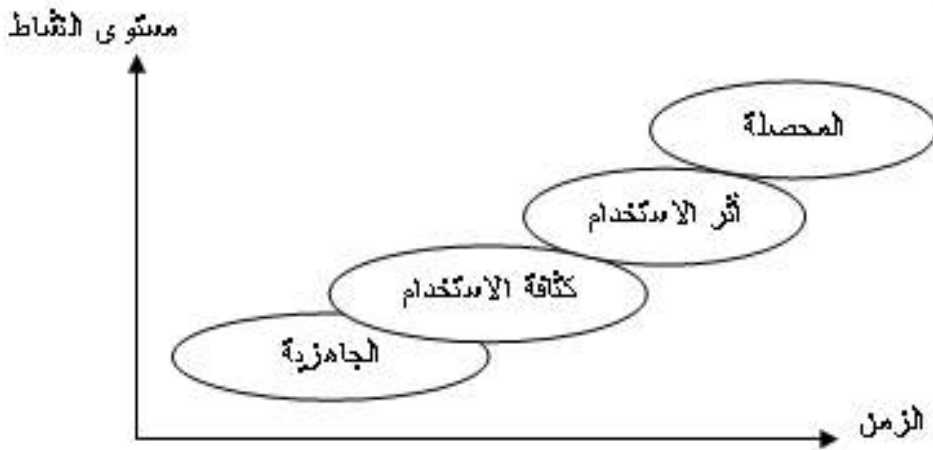 مستوى النشاط
المحصلة
أثر الاستخدام
كثافة الاستخدام
الجاهزية
الزمن